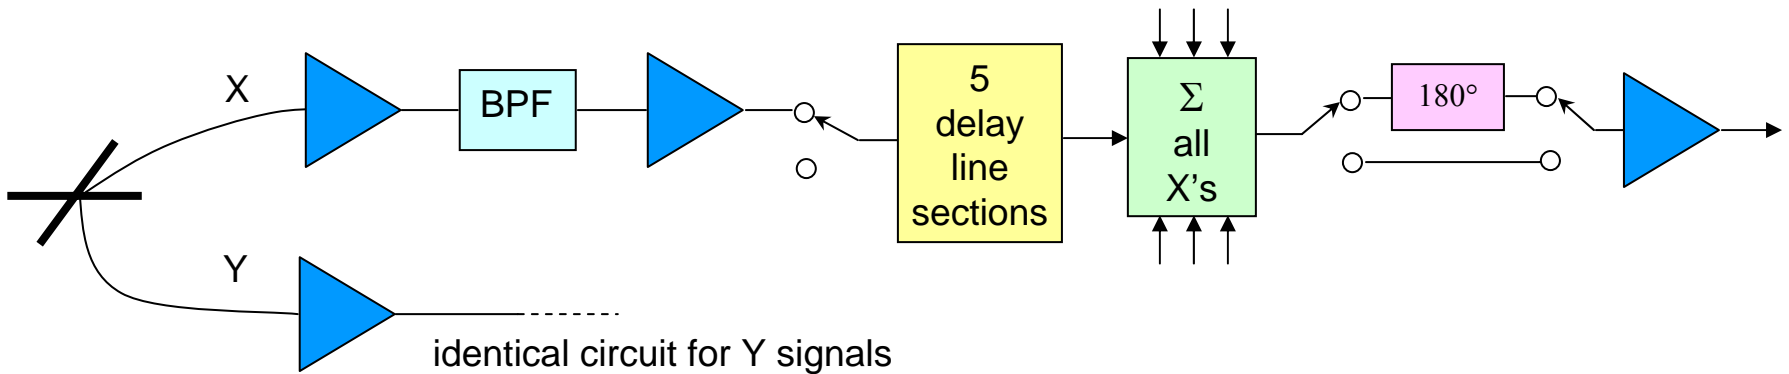 X
BPF
5
delay
line
sections
Σ
all
X's
180°
Y
identical circuit for Y signals